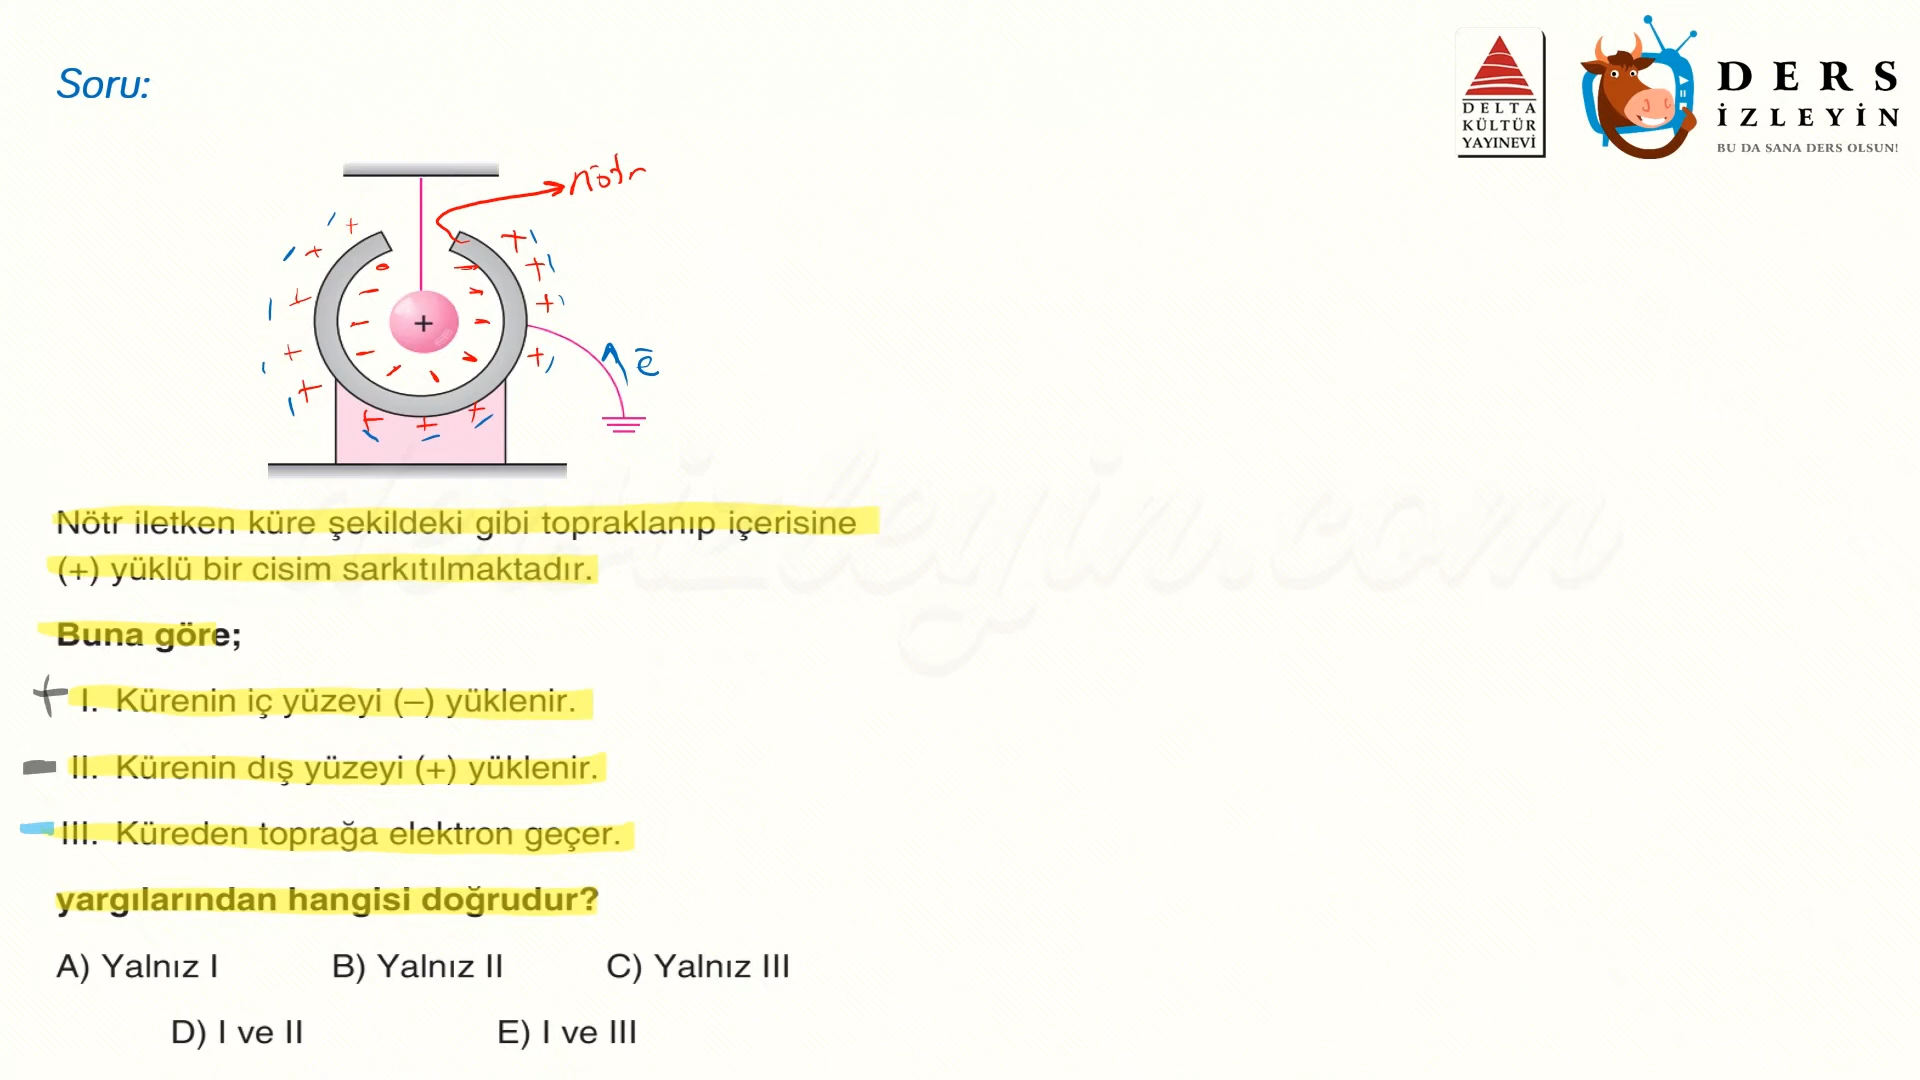 Soru:
DELTA
KÜLTÜR
YAYINEVİ
DERS
İZLEYİN
BU DA SANA DERS OLSUN!
nötr
+
ē
dersizleyin.com
Nötr iletken küre şekildeki gibi topraklanıp içerisine
(+) yüklü bir cisim sarkıtılmaktadır.
Buna göre;
+ I. Kürenin iç yüzeyi (–) yüklenir.
– II. Kürenin dış yüzeyi (+) yüklenir.
– III. Küreden toprağa elektron geçer.
yargılarından hangisi doğrudur?
A) Yalnız I B) Yalnız II C) Yalnız III
D) I ve II E) I ve III